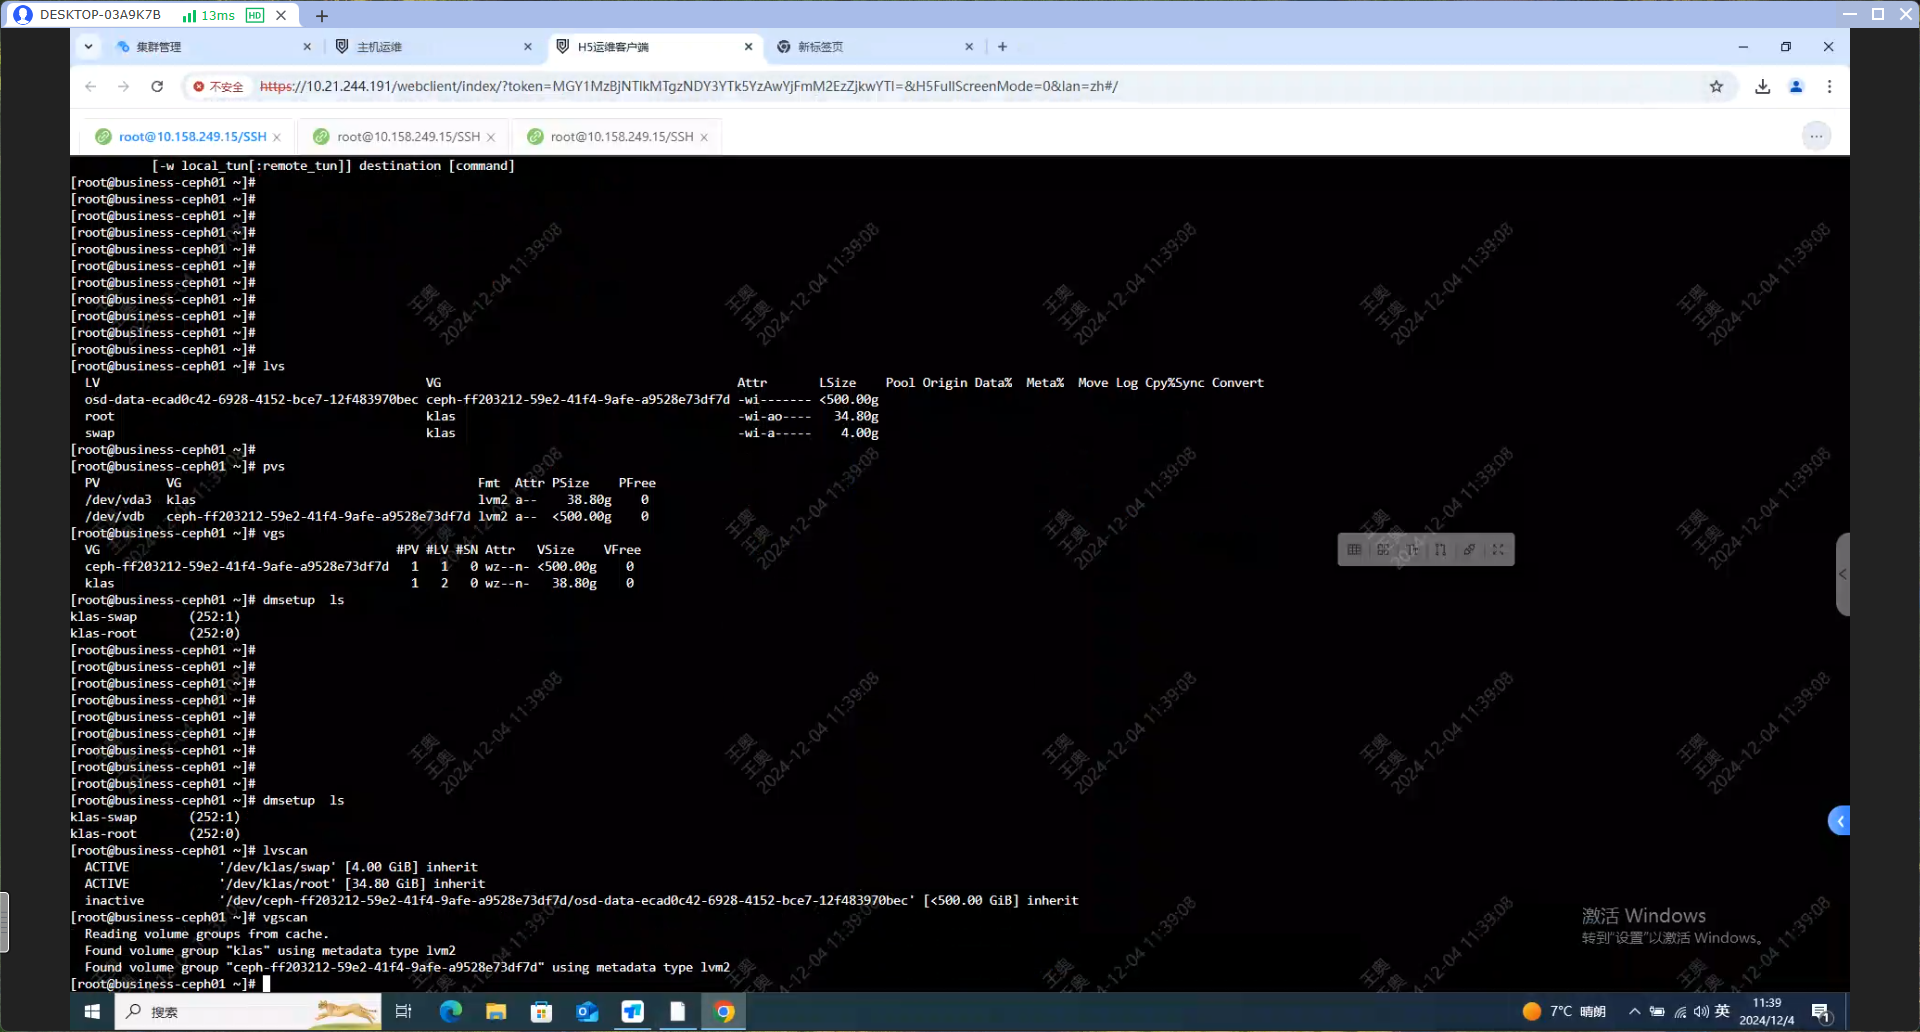 DESKTOP-03A9K7B 13ms HD
集群管理 主机运维 H5运维客户端 新标签页
不安全 https://10.21.244.191/webclient/index/?token=MGY1MzBjNTlkMTgzNDY3YTk5YzAwYjFmM2EzZjkwYTI=&H5FullScreenMode=0&lan=zh#/
root@10.158.249.15/SSH root@10.158.249.15/SSH root@10.158.249.15/SSH
[-w local_tun[:remote_tun]] destination [command]
[root@business-ceph01 ~]#
[root@business-ceph01 ~]#
[root@business-ceph01 ~]#
[root@business-ceph01 ~]#
[root@business-ceph01 ~]#
[root@business-ceph01 ~]#
[root@business-ceph01 ~]#
[root@business-ceph01 ~]#
[root@business-ceph01 ~]#
[root@business-ceph01 ~]#
[root@business-ceph01 ~]#
[root@business-ceph01 ~]# lvs
LV VG Attr LSize Pool Origin Data% Meta% Move Log Cpy%Sync Convert
osd-data-ecad0c42-6928-4152-bce7-12f483970bec ceph-ff203212-59e2-41f4-9afe-a9528e73df7d -wi------- <500.00g
root klas -wi-ao---- 34.80g
swap klas -wi-a----- 4.00g
[root@business-ceph01 ~]#
[root@business-ceph01 ~]# pvs
PV VG Fmt Attr PSize PFree
/dev/vda3 klas lvm2 a-- 38.80g 0
/dev/vdb ceph-ff203212-59e2-41f4-9afe-a9528e73df7d lvm2 a-- <500.00g 0
[root@business-ceph01 ~]# vgs
VG #PV #LV #SN Attr VSize VFree
ceph-ff203212-59e2-41f4-9afe-a9528e73df7d 1 1 0 wz--n- <500.00g 0
klas 1 2 0 wz--n- 38.80g 0
[root@business-ceph01 ~]# dmsetup  ls
klas-swap (252:1)
klas-root (252:0)
[root@business-ceph01 ~]#
[root@business-ceph01 ~]#
[root@business-ceph01 ~]#
[root@business-ceph01 ~]#
[root@business-ceph01 ~]#
[root@business-ceph01 ~]#
[root@business-ceph01 ~]#
[root@business-ceph01 ~]#
[root@business-ceph01 ~]#
[root@business-ceph01 ~]# dmsetup  ls
klas-swap (252:1)
klas-root (252:0)
[root@business-ceph01 ~]# lvscan
ACTIVE '/dev/klas/swap' [4.00 GiB] inherit
ACTIVE '/dev/klas/root' [34.80 GiB] inherit
inactive '/dev/ceph-ff203212-59e2-41f4-9afe-a9528e73df7d/osd-data-ecad0c42-6928-4152-bce7-12f483970bec' [<500.00 GiB] inherit
[root@business-ceph01 ~]# vgscan
Reading volume groups from cache.
Found volume group "klas" using metadata type lvm2
Found volume group "ceph-ff203212-59e2-41f4-9afe-a9528e73df7d" using metadata type lvm2
[root@business-ceph01 ~]#
王奥
王奥
2024-12-04 11:39:08
激活 Windows
转到"设置"以激活 Windows。
搜索
7°C 晴朗 英 11:39
2024/12/4
1